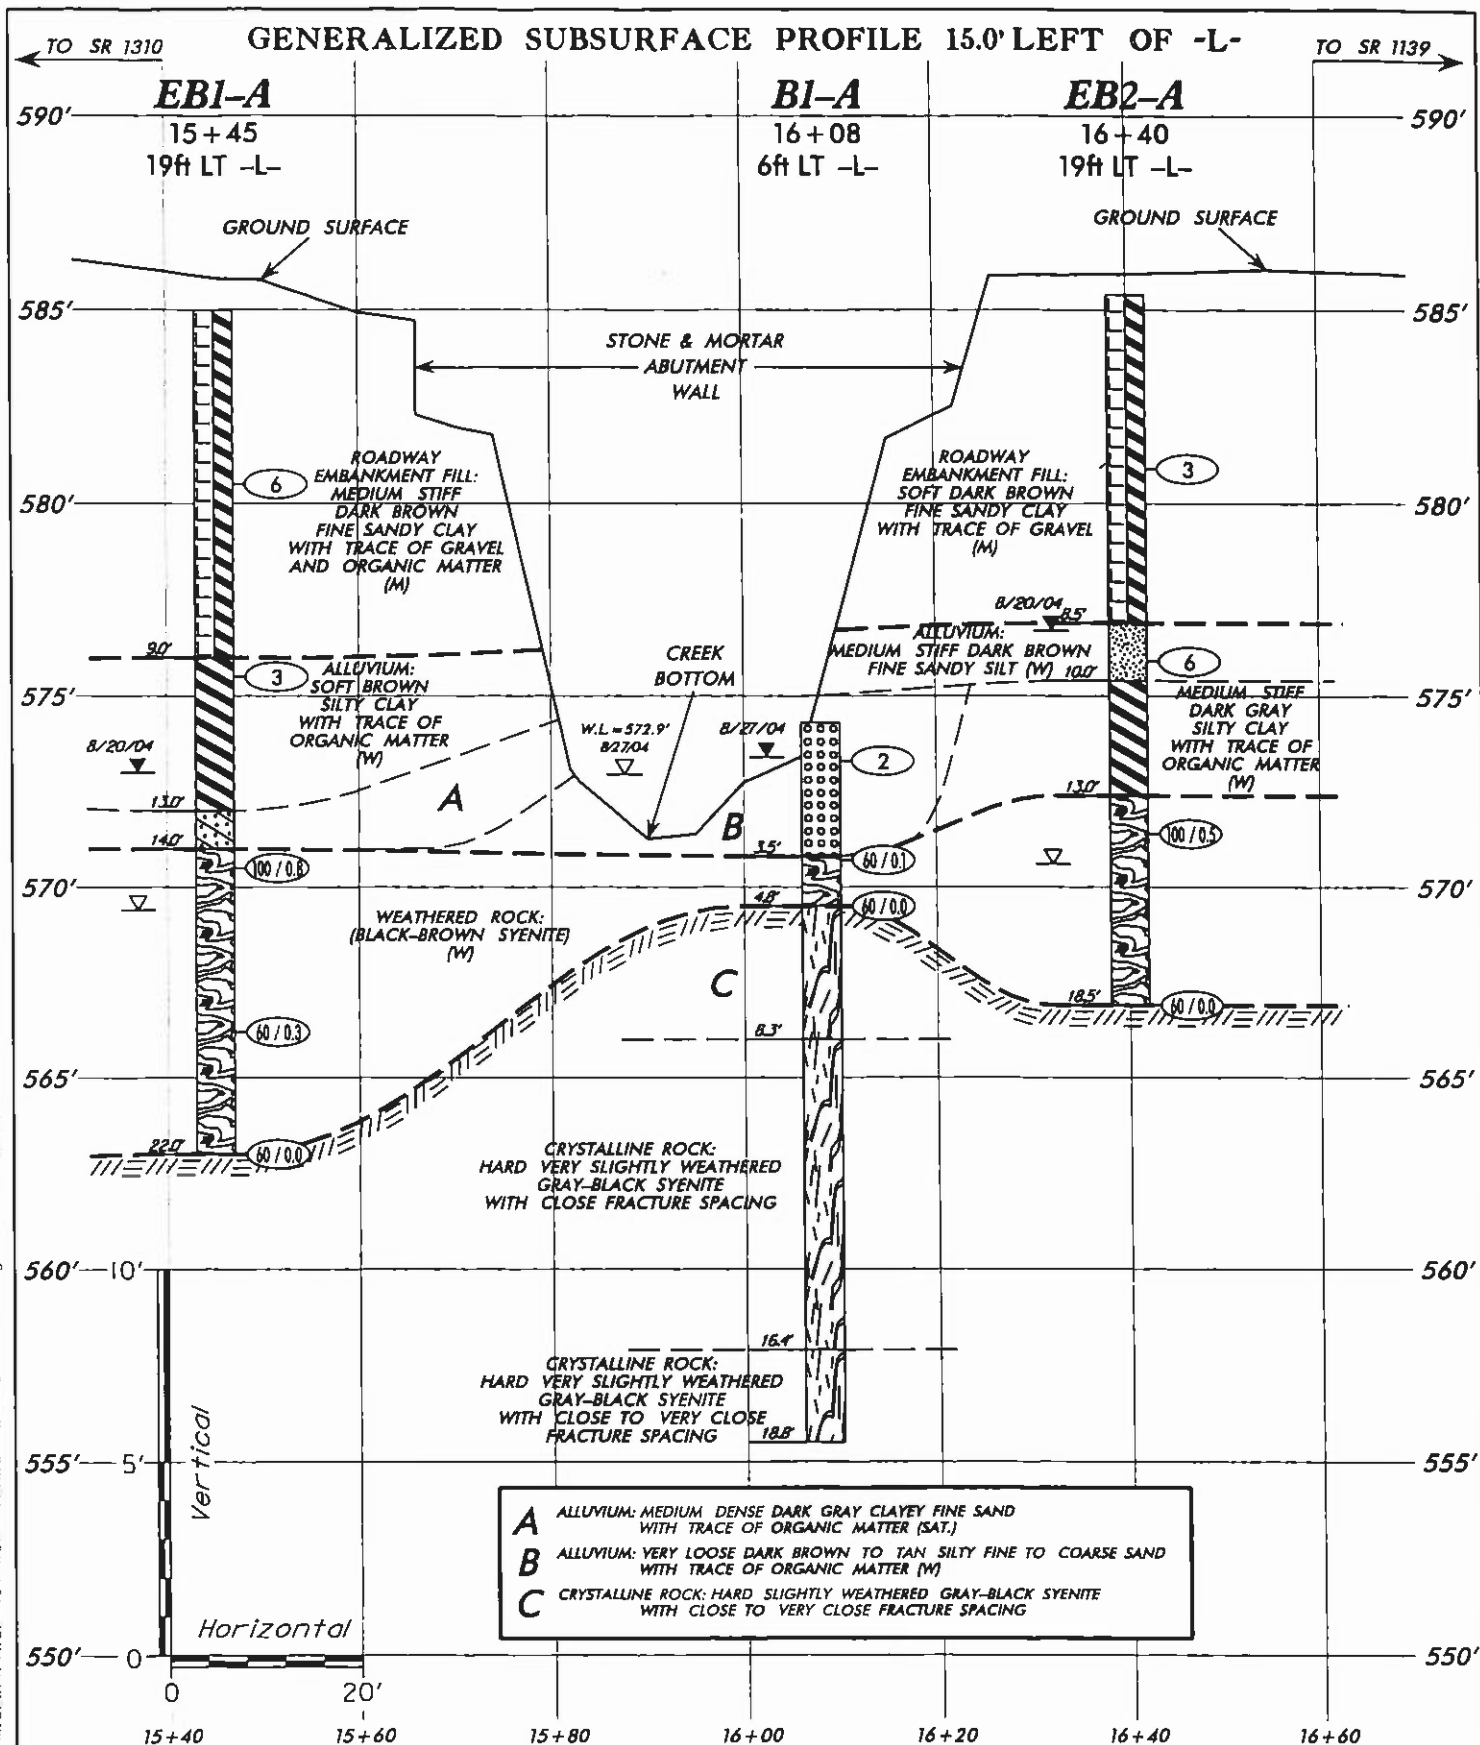 GENERALIZED SUBSURFACE PROFILE 15.0' LEFT OF -L-
TO SR 1310
TO SR 1139
EB1-A
15+45
19ft LT -L-
B1-A
16+08
6ft LT -L-
EB2-A
16+40
19ft LT -L-
590'
590'
GROUND SURFACE
GROUND SURFACE
585'
585'
STONE & MORTAR
ABUTMENT
WALL
ROADWAY
EMBANKMENT FILL:
MEDIUM STIFF
DARK BROWN
FINE SANDY CLAY
WITH TRACE OF GRAVEL
AND ORGANIC MATTER
(M)
6
ROADWAY
EMBANKMENT FILL:
SOFT DARK BROWN
FINE SANDY CLAY
WITH TRACE OF GRAVEL
(M)
3
580'
580'
8/20/04
8.5'
9.0'
3
ALLUVIUM:
SOFT BROWN
SILTY CLAY
WITH TRACE OF
ORGANIC MATTER
(W)
CREEK
BOTTOM
ALLUVIUM:
MEDIUM STIFF DARK BROWN
FINE SANDY SILT (W)
10.0'
6
575'
575'
MEDIUM STIFF
DARK GRAY
SILTY CLAY
WITH TRACE OF
ORGANIC MATTER
(W)
8/20/04
W.L.=572.9'
8/27/04
8/27/04
2
13.0'
13.0'
A
B
14.0'
3.5'
60/0.1
100/0.5
100/0.8
570'
570'
4.8'
60/0.0
WEATHERED ROCK:
(BLACK-BROWN SYENITE)
(W)
C
18.5'
60/0.0
60/0.3
8.3'
565'
565'
22.0'
60/0.0
CRYSTALLINE ROCK:
HARD VERY SLIGHTLY WEATHERED
GRAY-BLACK SYENITE
WITH CLOSE FRACTURE SPACING
560'
10'
560'
16.4'
CRYSTALLINE ROCK:
HARD VERY SLIGHTLY WEATHERED
GRAY-BLACK SYENITE
WITH CLOSE TO VERY CLOSE
FRACTURE SPACING
18.8'
555'
5'
555'
Vertical
A ALLUVIUM: MEDIUM DENSE DARK GRAY CLAYEY FINE SAND
WITH TRACE OF ORGANIC MATTER (SAT.)
B ALLUVIUM: VERY LOOSE DARK BROWN TO TAN SILTY FINE TO COARSE SAND
WITH TRACE OF ORGANIC MATTER (W)
C CRYSTALLINE ROCK: HARD SLIGHTLY WEATHERED GRAY-BLACK SYENITE
WITH CLOSE TO VERY CLOSE FRACTURE SPACING
Horizontal
550'
0
550'
0
20'
15+40
15+60
15+80
16+00
16+20
16+40
16+60